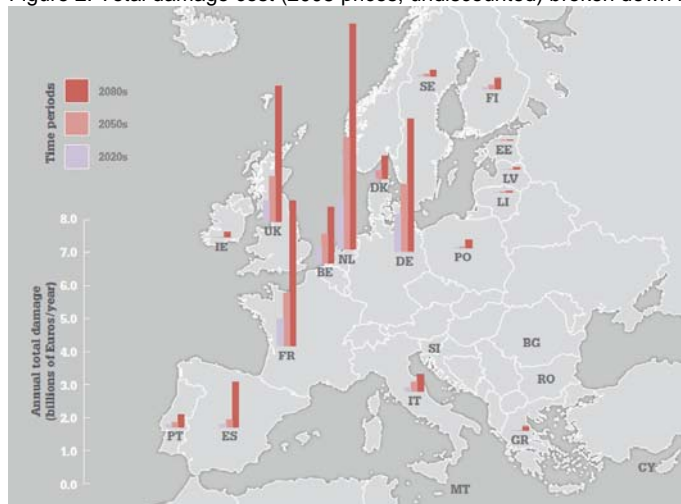 Figure 2. Total damage cost (2005 prices, undiscounted) broken down
Time periods
2080s
2050s
2020s
Annual total damage
(billions of Euros/year)
8.0
7.0
6.0
5.0
4.0
3.0
2.0
1.0
0.0
SE
FI
EE
LV
LI
DK
IE
UK
BE
NL
DE
PO
FR
SI
BG
RO
IT
PT
ES
GR
MT
CY